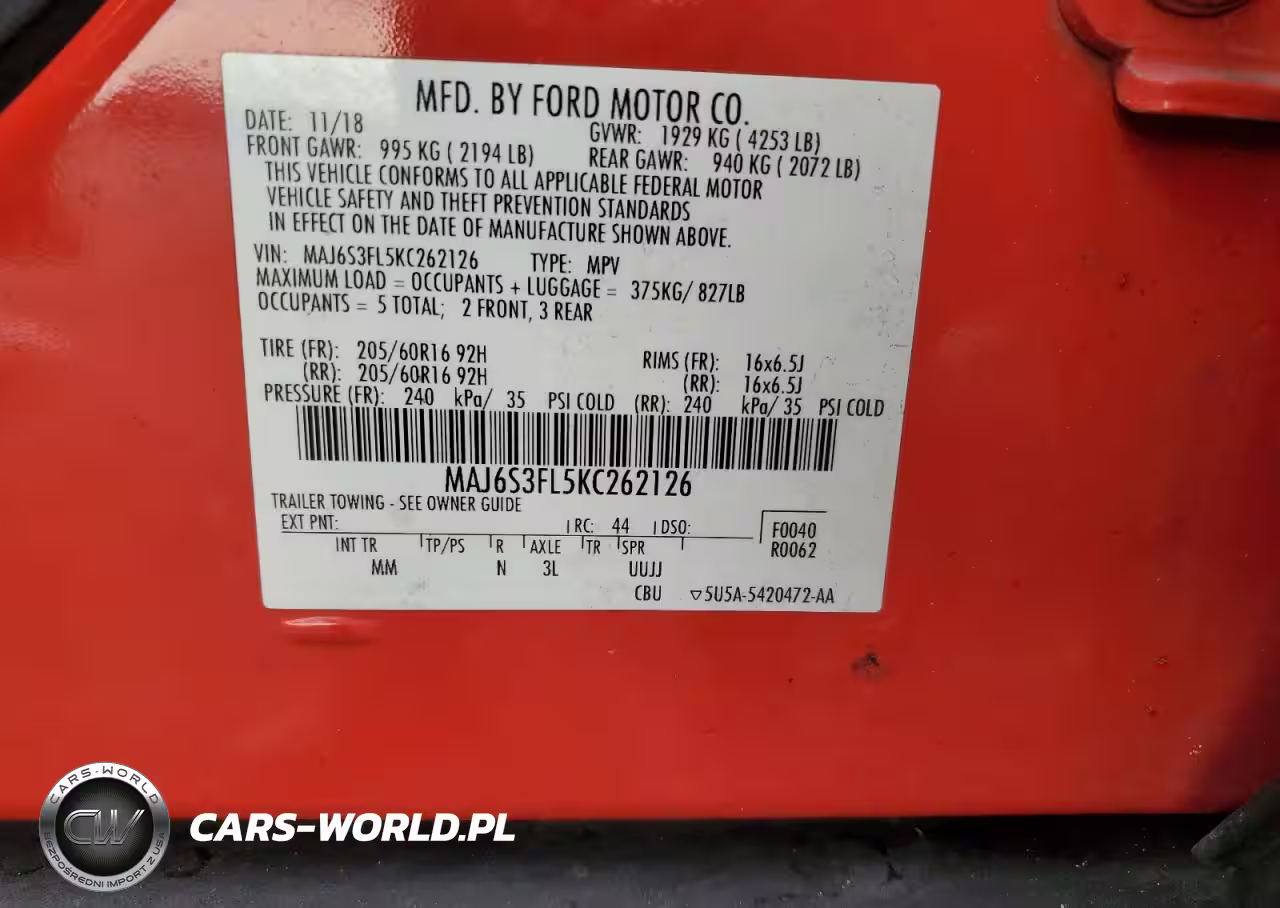 MFD. BY FORD MOTOR CO.
DATE: 11/18 GVWR: 1929 KG ( 4253 LB)
FRONT GAWR: 995 KG ( 2194 LB) REAR GAWR: 940 KG ( 2072 LB)
THIS VEHICLE CONFORMS TO ALL APPLICABLE FEDERAL MOTOR
VEHICLE SAFETY AND THEFT PREVENTION STANDARDS
IN EFFECT ON THE DATE OF MANUFACTURE SHOWN ABOVE.
VIN: MAJ6S3FL5KC262126 TYPE: MPV
MAXIMUM LOAD = OCCUPANTS + LUGGAGE = 375KG/ 827LB
OCCUPANTS = 5 TOTAL; 2 FRONT, 3 REAR
TIRE (FR): 205/60R16 92H RIMS (FR): 16x6.5J
(RR): 205/60R16 92H (RR): 16x6.5J
PRESSURE (FR): 240 kPa/ 35 PSI COLD (RR): 240 kPa/ 35 PSI COLD
MAJ6S3FL5KC262126
TRAILER TOWING - SEE OWNER GUIDE
EXT PNT: RC: 44 DSO: F0040
INT TR TP/PS R AXLE TR SPR R0062
MM N 3L UUJJ
CBU ▽5U5A-5420472-AA
CARS-WORLD
CW
BEZPOŚREDNI IMPORT Z USA
CARS-WORLD.PL